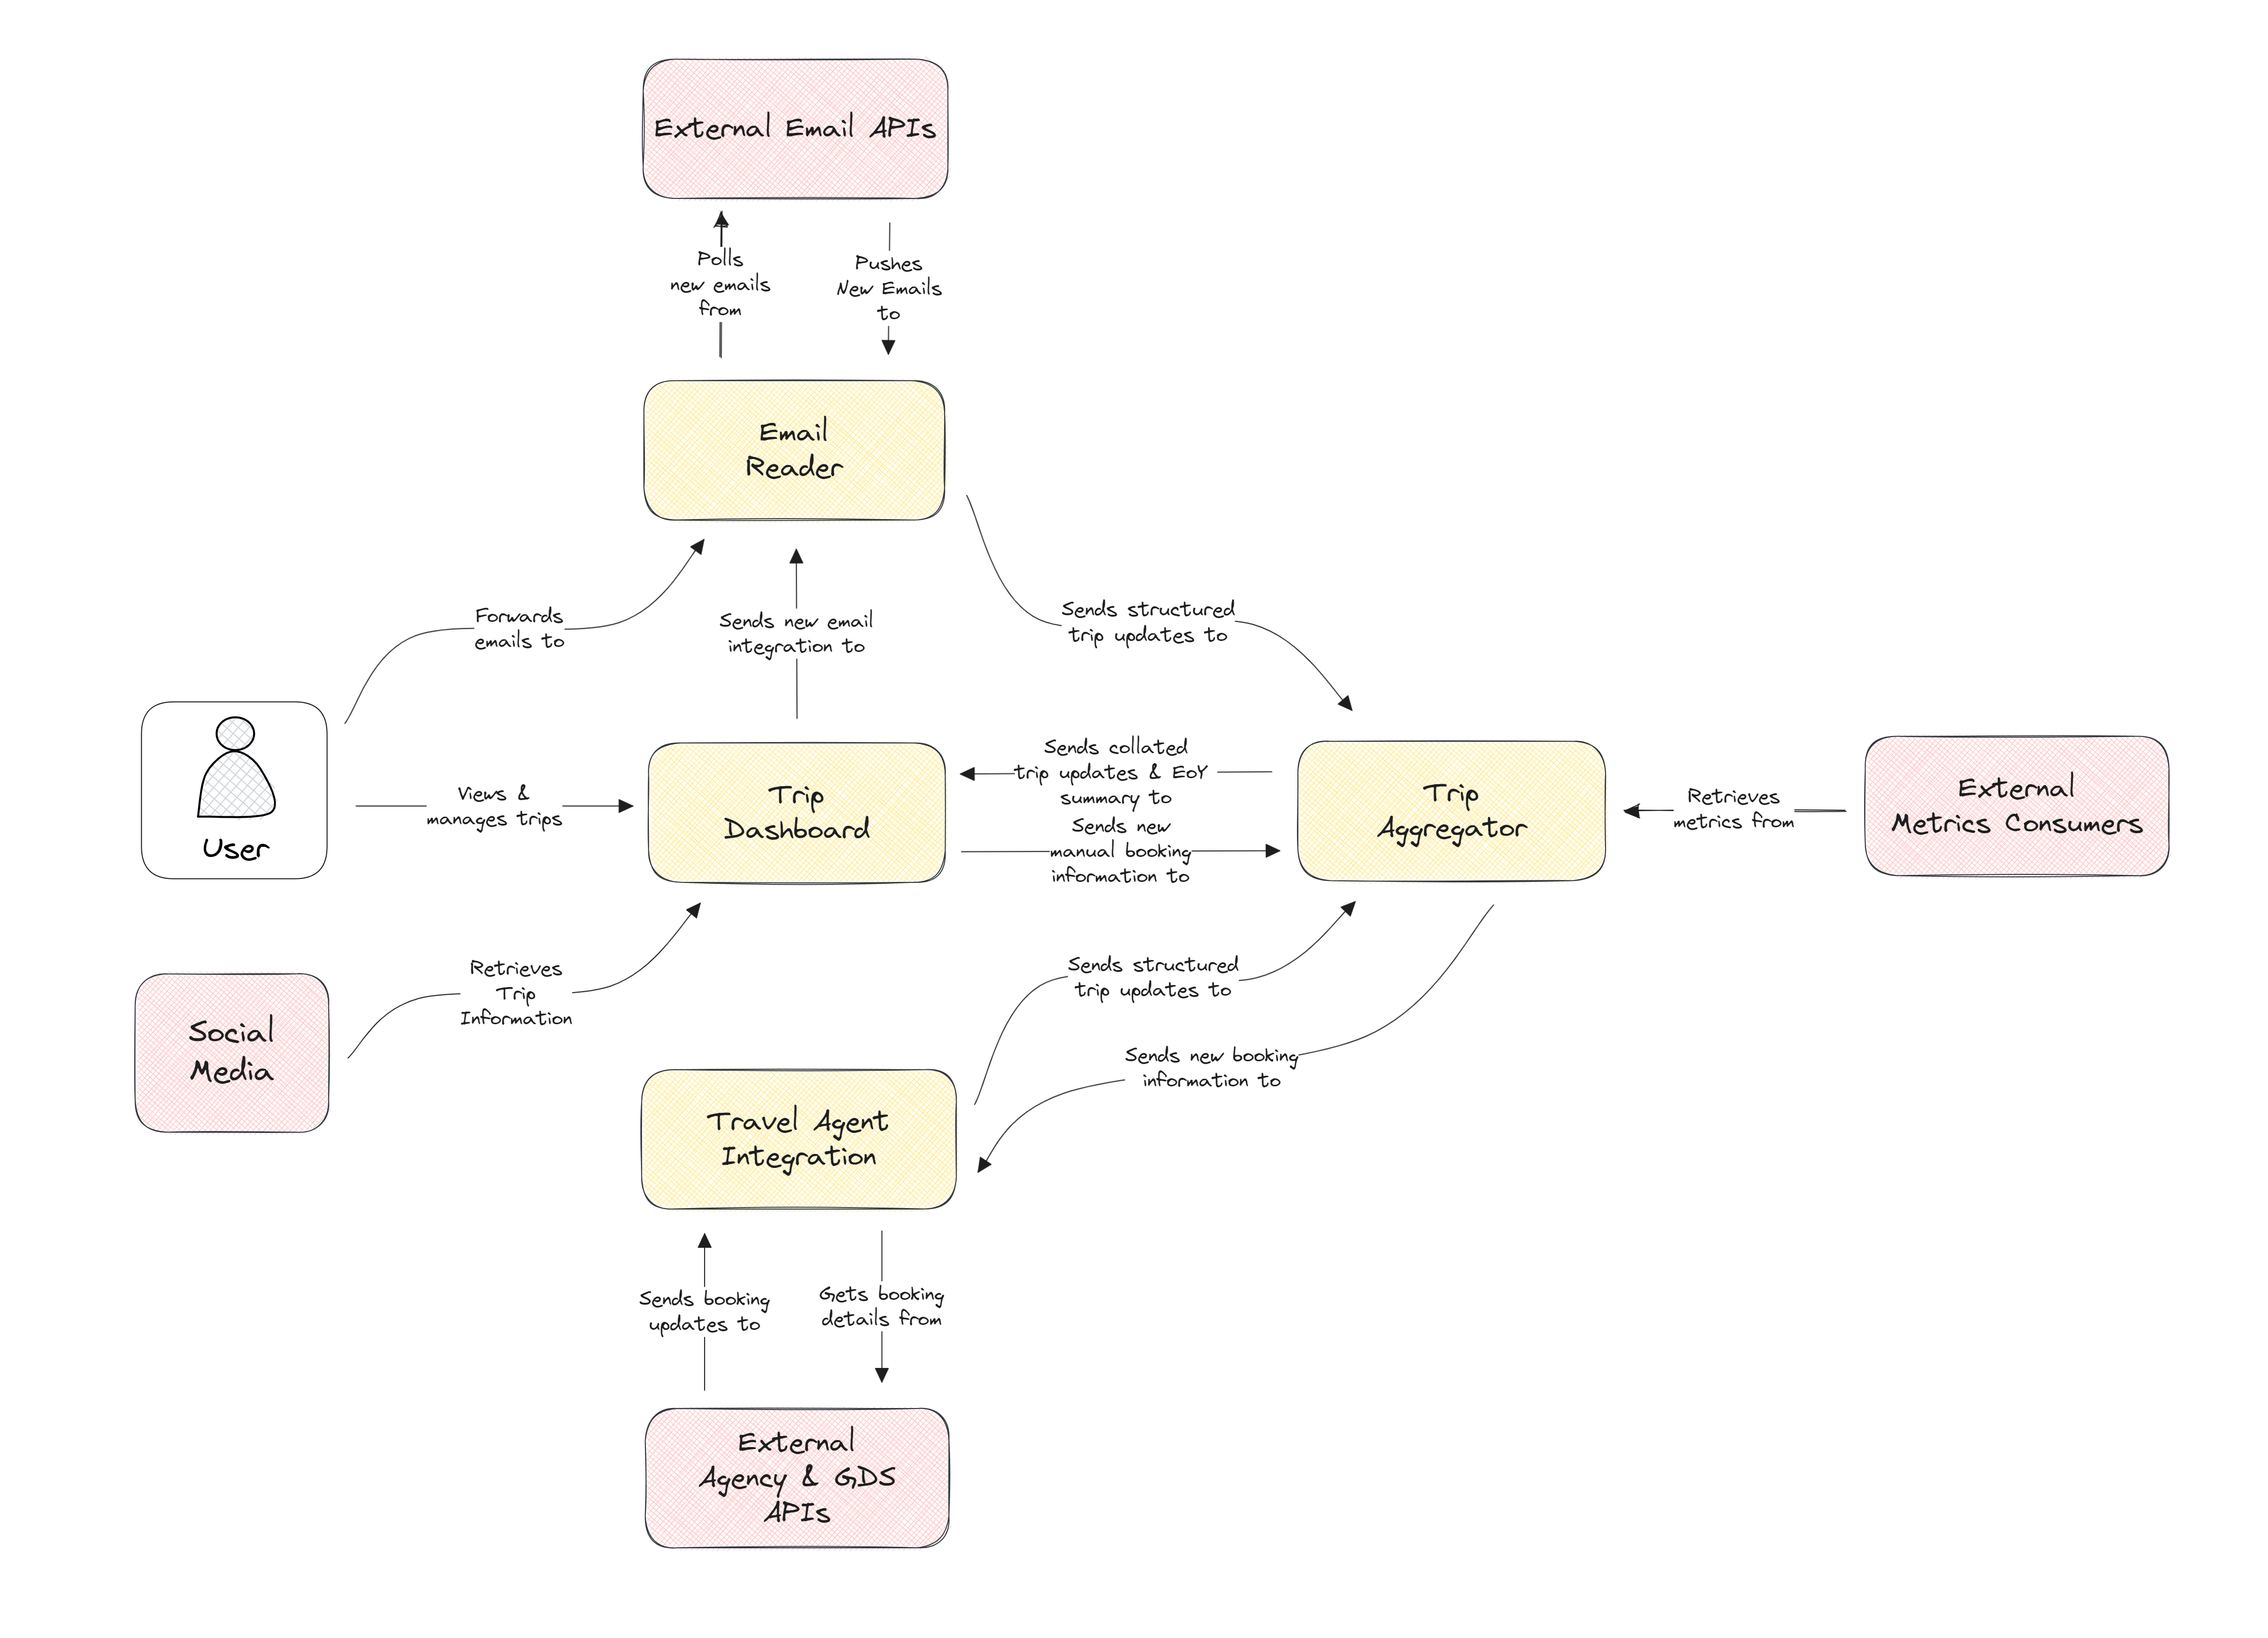 External Email APIs
Polls
new emails
from
Pushes
New Emails
to
Email
Reader
Forwards
emails to
Sends new email
integration to
Sends structured
trip updates to
User
Views &
manages trips
Trip
Dashboard
Sends collated
trip updates & EoY
summary to
Sends new
manual booking
information to
Trip
Aggregator
Retrieves
metrics from
External
Metrics Consumers
Social
Media
Retrieves
Trip
Information
Sends structured
trip updates to
Sends new booking
information to
Travel Agent
Integration
Sends booking
updates to
Gets booking
details from
External
Agency & GDS
APIs